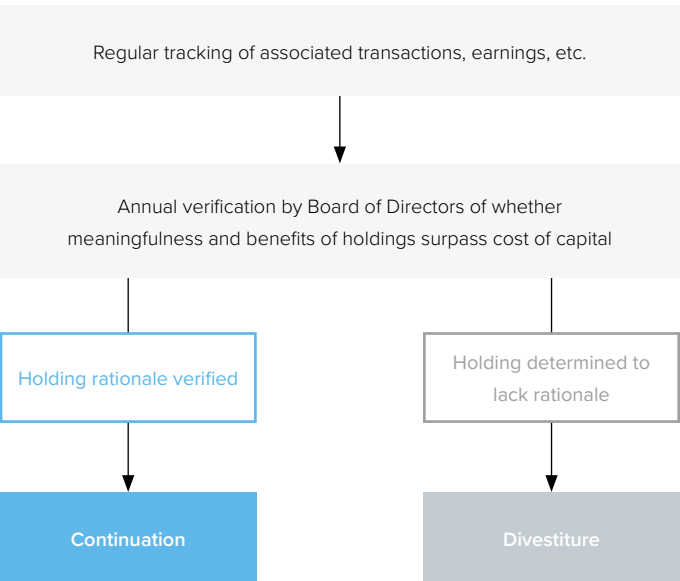 Regular tracking of associated transactions, earnings, etc.
Annual verification by Board of Directors of whether
meaningfulness and benefits of holdings surpass cost of capital
Holding rationale verified
Holding determined to
lack rationale
Continuation
Divestiture